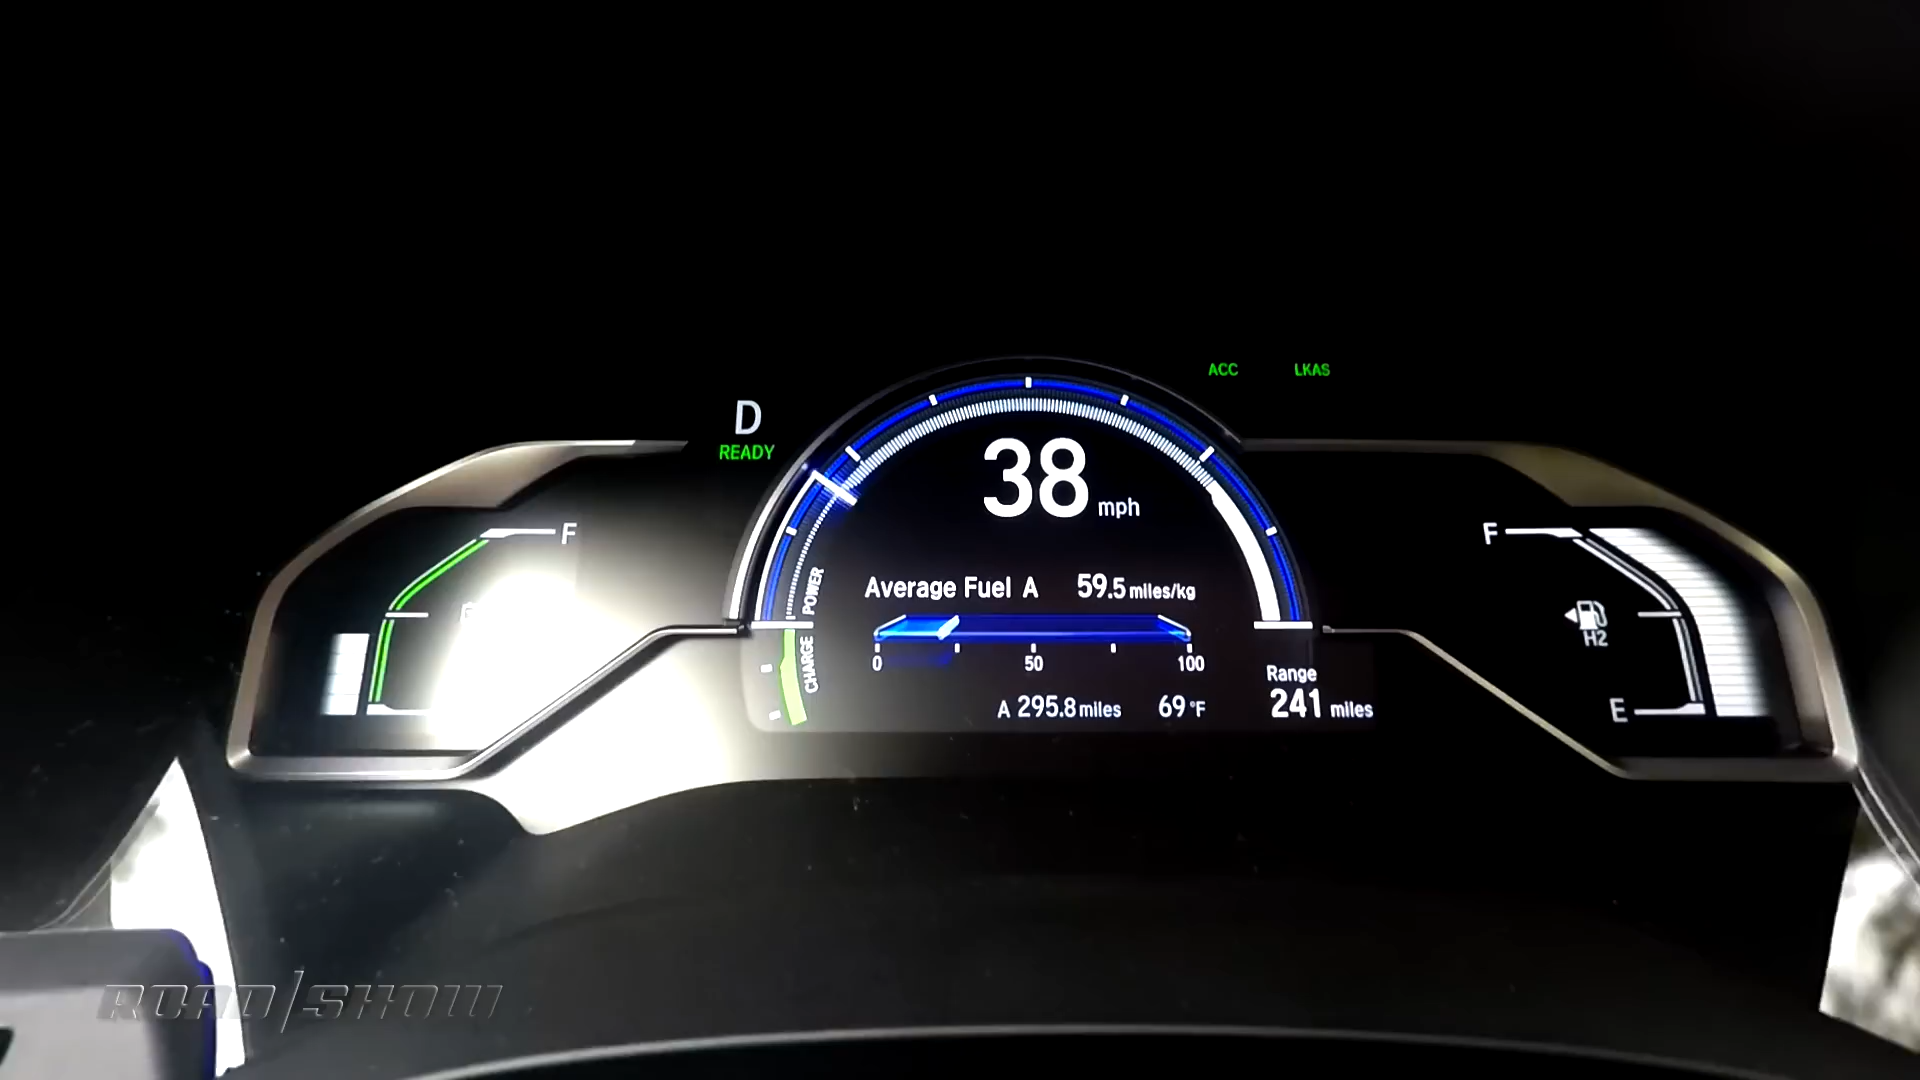 ACC LKAS
D
READY
38 mph
F
F
POWER
Average Fuel A 59.5 miles/kg
H2
CHARGE
0 50 100
Range
A 295.8 miles 69 °F
241 miles
E
ROAD/SHOW